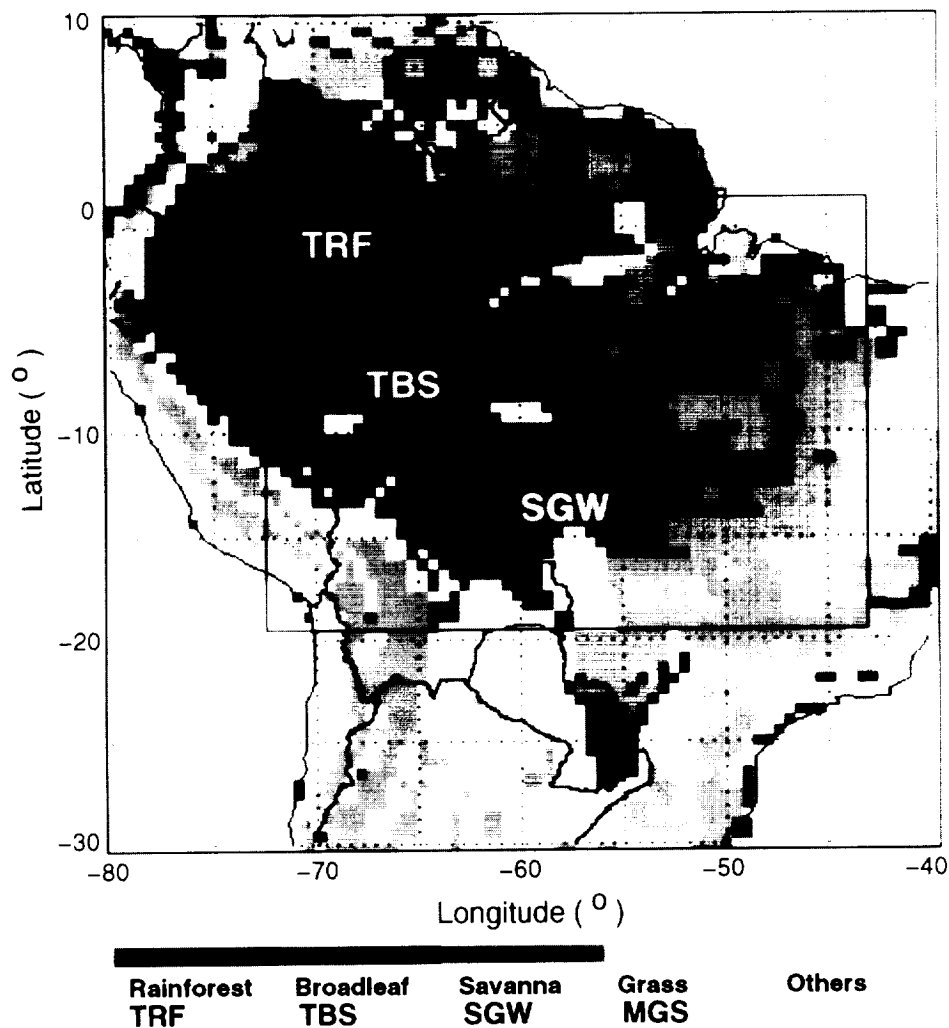 10
0
−10
−20
−30
Latitude ( ° )
TRF
TBS
SGW
−80
−70
−60
−50
−40
Longitude ( ° )
Rainforest Broadleaf Savanna Grass Others
TRF TBS SGW MGS